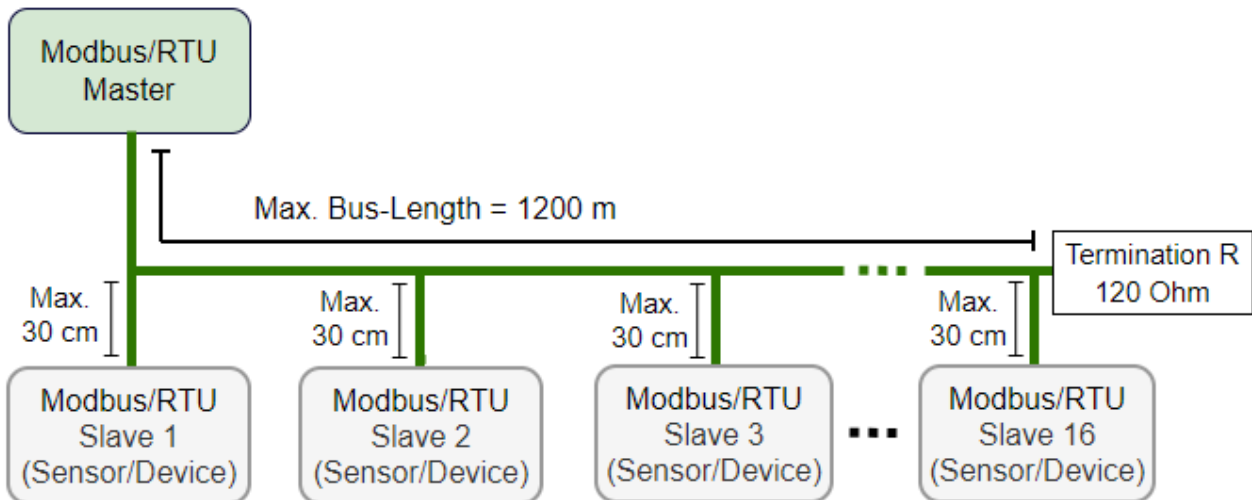 Modbus/RTU
Master
Max. Bus-Length = 1200 m
Termination R
120 Ohm
Max.
30 cm
Max.
30 cm
Max.
30 cm
Max.
30 cm
Modbus/RTU
Slave 1
(Sensor/Device)
Modbus/RTU
Slave 2
(Sensor/Device)
Modbus/RTU
Slave 3
(Sensor/Device)
Modbus/RTU
Slave 16
(Sensor/Device)